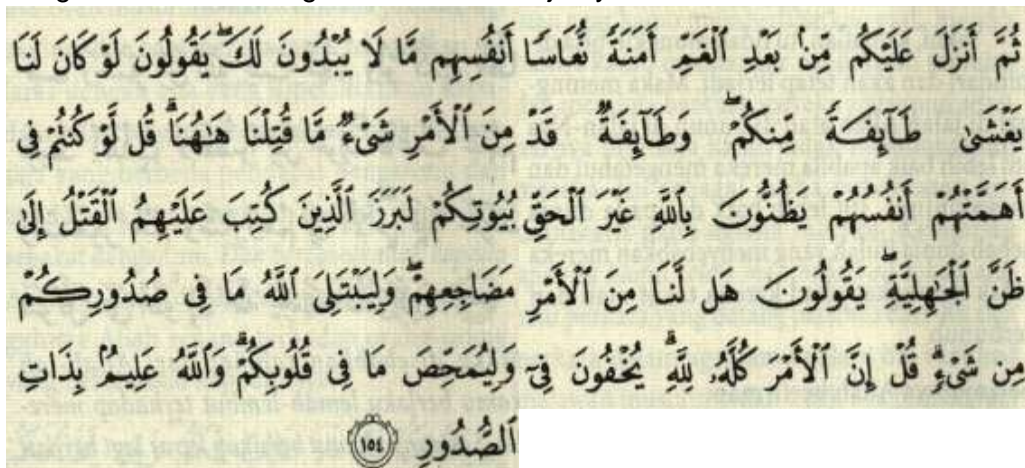 ثُمَّ أَنزَلَ عَلَيْكُم مِّنۢ بَعْدِ ٱلْغَمِّ أَمَنَةً نُّعَاسًا
يَغْشَىٰ طَآئِفَةً مِّنكُمْ ۖ وَطَآئِفَةٌ قَدْ
أَهَمَّتْهُمْ أَنفُسُهُمْ يَظُنُّونَ بِٱللَّهِ غَيْرَ ٱلْحَقِّ
ظَنَّ ٱلْجَٰهِلِيَّةِ ۖ يَقُولُونَ هَل لَّنَا مِنَ ٱلْأَمْرِ
مِن شَىْءٍ ۗ قُلْ إِنَّ ٱلْأَمْرَ كُلَّهُۥ لِلَّهِ ۗ يُخْفُونَ فِىٓ
أَنفُسِهِم مَّا لَا يُبْدُونَ لَكَ ۖ يَقُولُونَ لَوْ كَانَ لَنَا
مِنَ ٱلْأَمْرِ شَىْءٌ مَّا قُتِلْنَا هَٰهُنَا ۗ قُل لَّوْ كُنتُمْ فِى
بُيُوتِكُمْ لَبَرَزَ ٱلَّذِينَ كُتِبَ عَلَيْهِمُ ٱلْقَتْلُ إِلَىٰ
مَضَاجِعِهِمْ ۖ وَلِيَبْتَلِىَ ٱللَّهُ مَا فِى صُدُورِكُمْ
وَلِيُمَحِّصَ مَا فِى قُلُوبِكُمْ ۗ وَٱللَّهُ عَلِيمٌۢ بِذَاتِ
ٱلصُّدُورِ ١٥٤